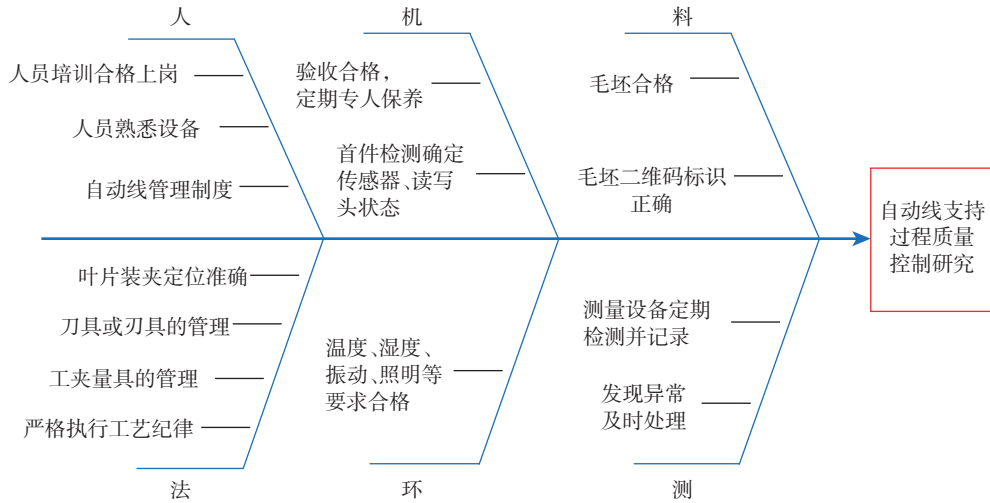 人
机
料
人员培训合格上岗
人员熟悉设备
自动线管理制度
验收合格，
定期专人保养
首件检测确定
传感器、读写
头状态
毛坯合格
毛坯二维码标识
正确
自动线支持
过程质量
控制研究
叶片装夹定位准确
刀具或刃具的管理
工夹量具的管理
严格执行工艺纪律
温度、湿度、
振动、照明等
要求合格
测量设备定期
检测并记录
发现异常
及时处理
法
环
测